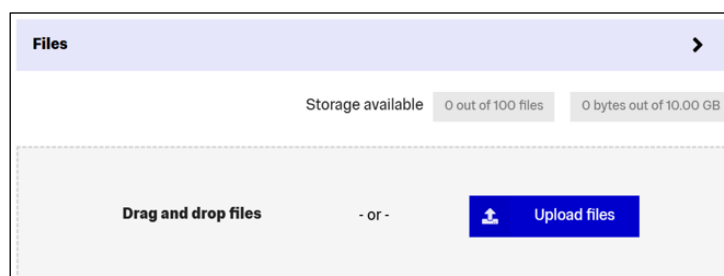 Files
Storage available 0 out of 100 files 0 bytes out of 10.00 GB
Drag and drop files - or - Upload files